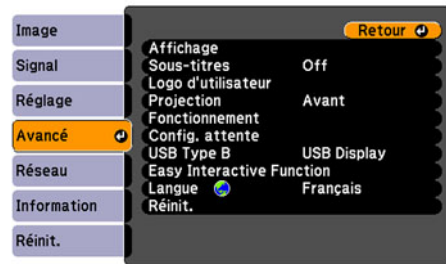 Image
Signal
Réglage
Avancé
Réseau
Information
Réinit.
Retour
Affichage
Sous-titres Off
Logo d'utilisateur
Projection Avant
Fonctionnement
Config. attente
USB Type B USB Display
Easy Interactive Function
Langue Français
Réinit.